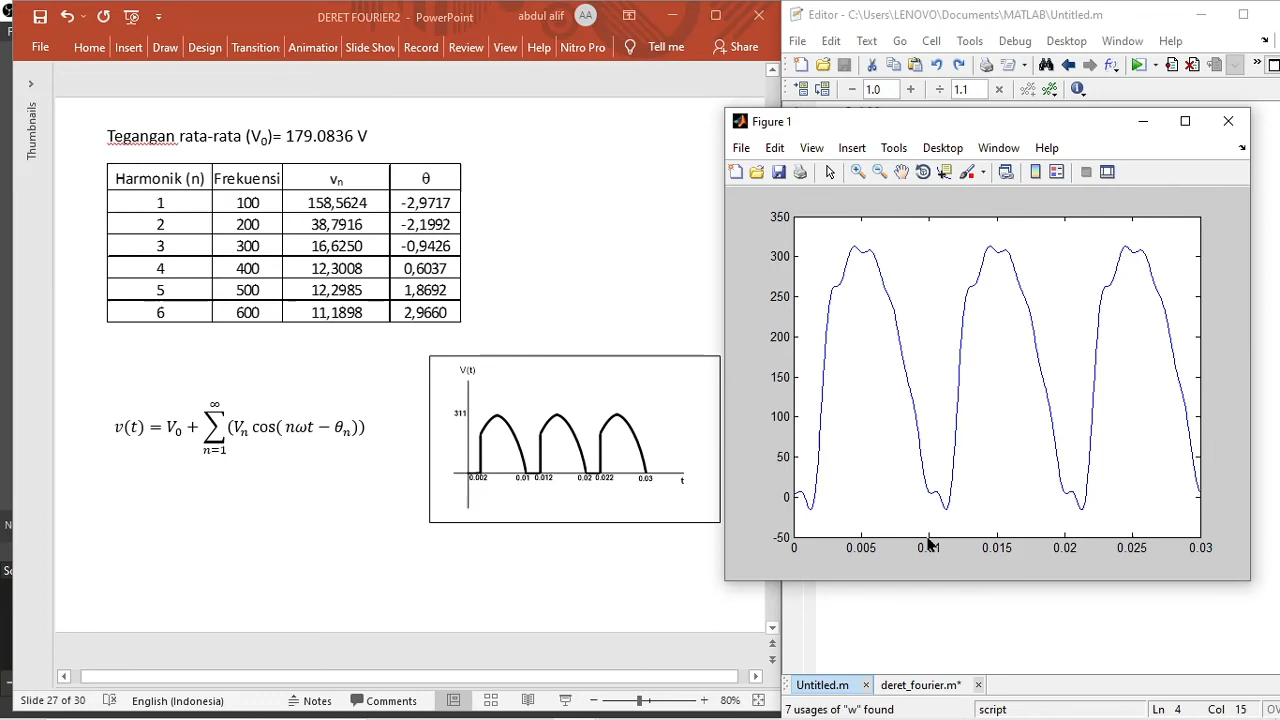 DERET FOURIER2 - PowerPoint
abdul alif AA
File Home Insert Draw Design Transition Animation Slide Show Record Review View Help Nitro Pro Tell me Share
Thumbnails
Tegangan rata-rata (V0)= 179.0836 V
Harmonik (n) Frekuensi vn θ
1 100 158,5624 -2,9717
2 200 38,7916 -2,1992
3 300 16,6250 -0,9426
4 400 12,3008 0,6037
5 500 12,2985 1,8692
6 600 11,1898 2,9660
v(t) = V0 + ∑n=1∞ (Vn cos( nωt − θn))
V(t)
311
0.002 0.01 0.012 0.02 0.022 0.03 t
Slide 27 of 30 English (Indonesia) Notes Comments 80%
Editor - C:\Users\LENOVO\Documents\MATLAB\Untitled.m
File Edit Text Go Cell Tools Debug Desktop Window Help
1.0 + ÷ 1.1 ×
Figure 1
File Edit View Insert Tools Desktop Window Help
350
300
250
200
150
100
50
0
-50
0 0.005 0.01 0.015 0.02 0.025 0.03
Untitled.m × deret_fourier.m* ×
7 usages of "w" found script Ln 4 Col 15